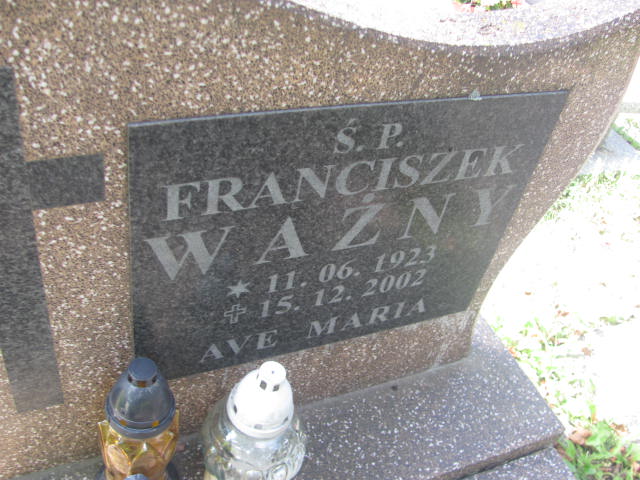 Ś. P.
FRANCISZEK
WAŻNY
★ 11. 06. 1923
✝ 15. 12. 2002
AVE MARIA